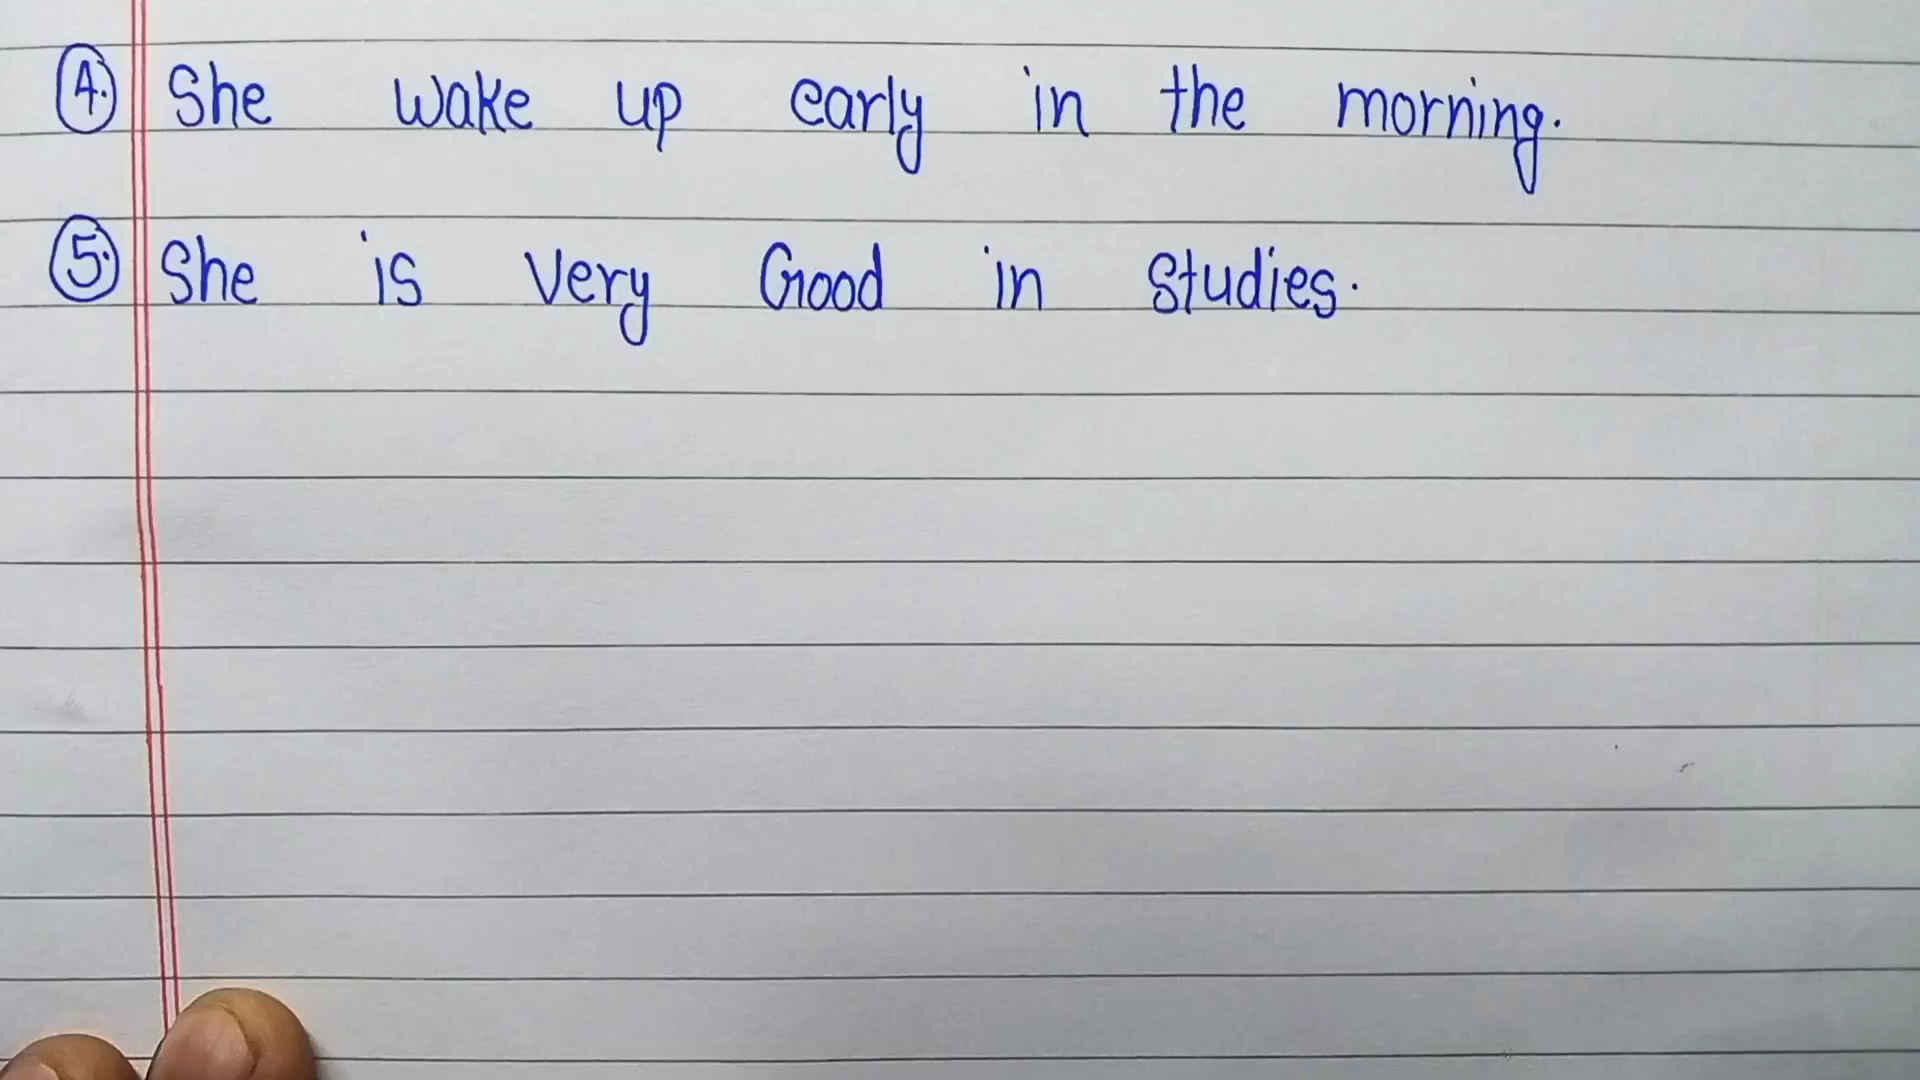 4. She wake up early in the morning.
5. She is very Good in studies.